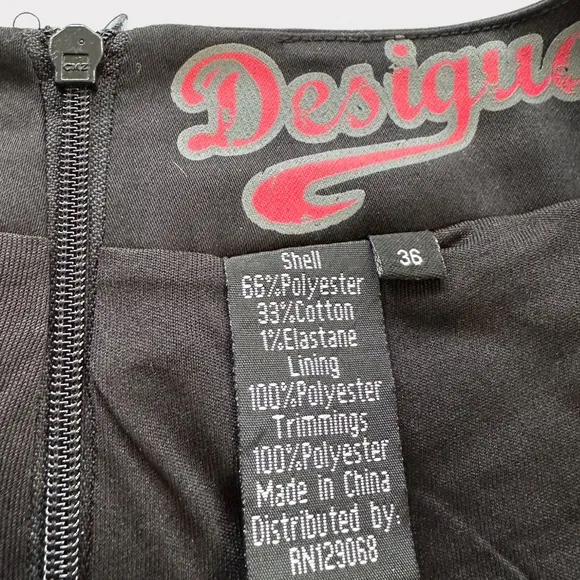 CMZ
Desigu
36
Shell
66%Polyester
33%Cotton
1%Elastane
Lining
100%Polyester
Trimmings
100%Polyester
Made in China
Distributed by:
RN129068